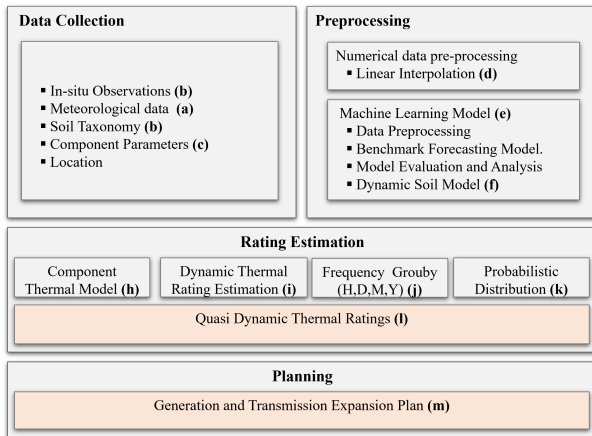 Data Collection
▪ In-situ Observations (b)
▪ Meteorological data (a)
▪ Soil Taxonomy (b)
▪ Component Parameters (c)
▪ Location
Preprocessing
Numerical data pre-processing
▪ Linear Interpolation (d)
Machine Learning Model (e)
▪ Data Preprocessing
▪ Benchmark Forecasting Model.
▪ Model Evaluation and Analysis
▪ Dynamic Soil Model (f)
Rating Estimation
Component
Thermal Model (h)
Dynamic Thermal
Rating Estimation (i)
Frequency Grouby
(H,D,M,Y) (j)
Probabilistic
Distribution (k)
Quasi Dynamic Thermal Ratings (l)
Planning
Generation and Transmission Expansion Plan (m)